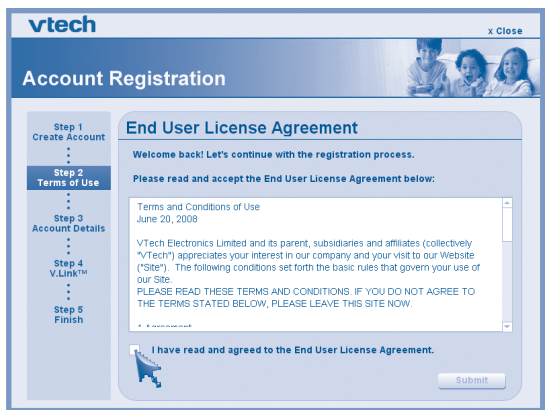 vtech
x Close
Account Registration
Step 1
Create Account
Step 2
Terms of Use
Step 3
Account Details
Step 4
V.Link™
Step 5
Finish
End User License Agreement
Welcome back! Let's continue with the registration process.
Please read and accept the End User License Agreement below:
Terms and Conditions of Use
June 20, 2008
VTech Electronics Limited and its parent, subsidiaries and affiliates (collectively
"VTech") appreciates your interest in our company and your visit to our Website
("Site"). The following conditions set forth the basic rules that govern your use of
our Site.
PLEASE READ THESE TERMS AND CONDITIONS. IF YOU DO NOT AGREE TO
THE TERMS STATED BELOW, PLEASE LEAVE THIS SITE NOW.
I have read and agreed to the End User License Agreement.
Submit